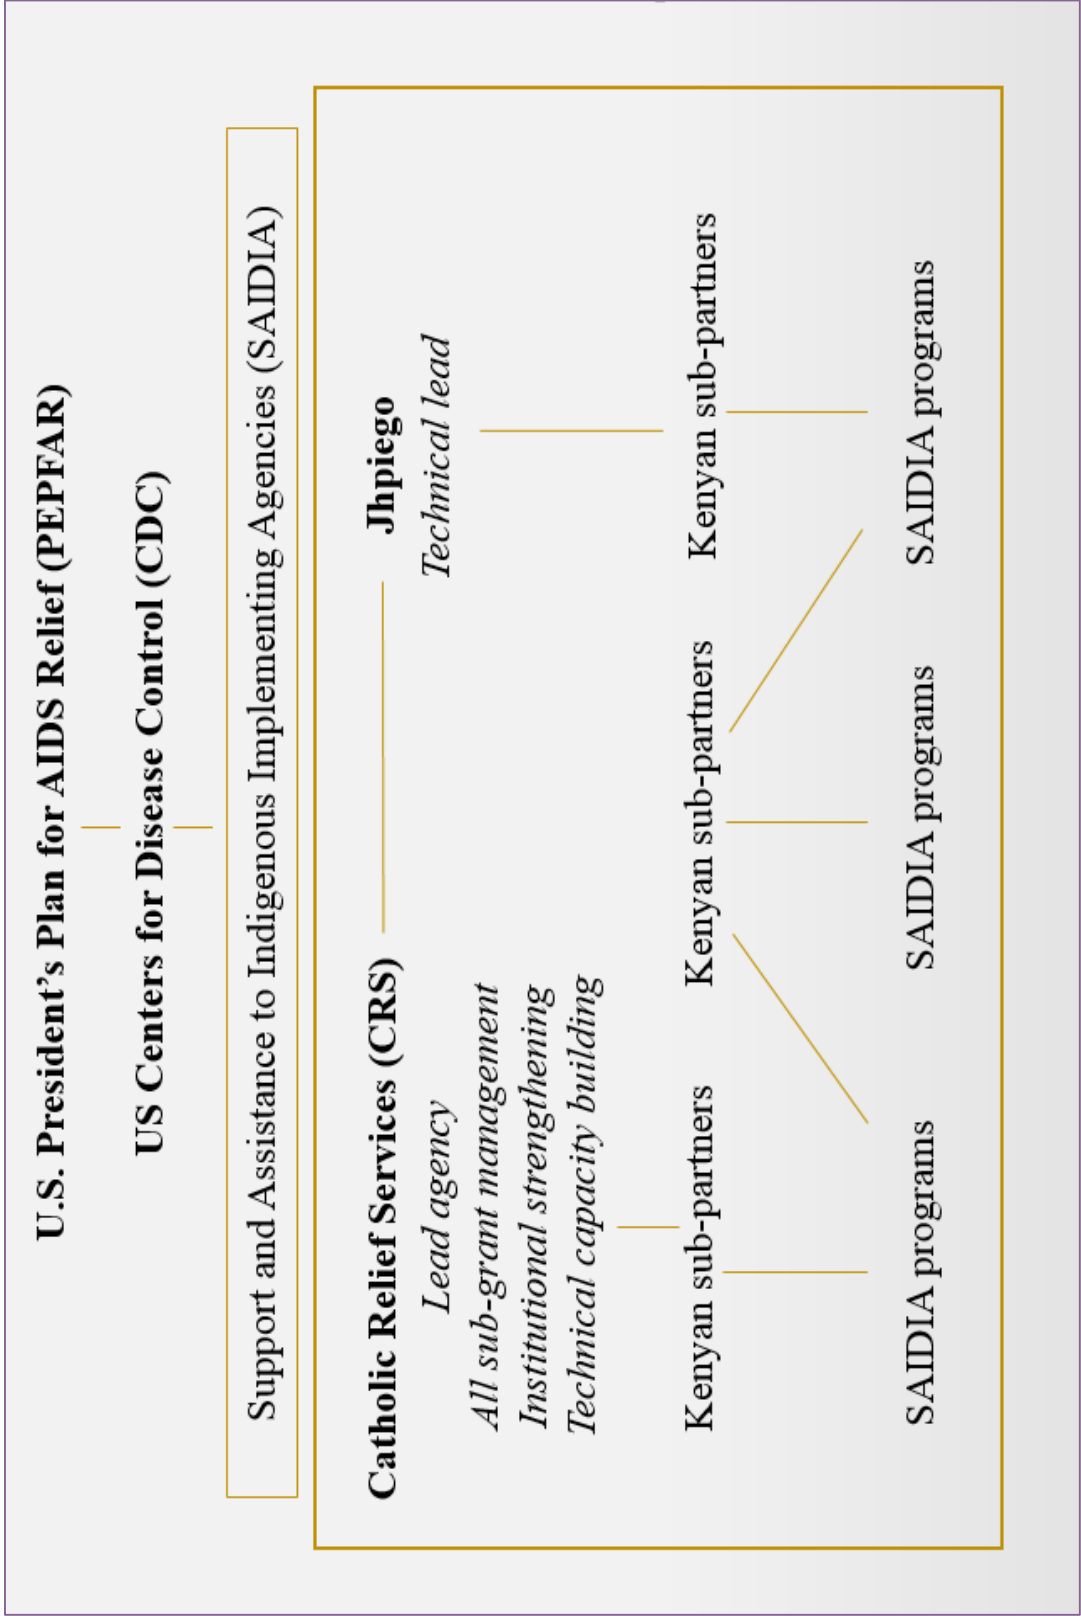 U.S. President’s Plan for AIDS Relief (PEPFAR)
US Centers for Disease Control (CDC)
Support and Assistance to Indigenous Implementing Agencies (SAIDIA)
Catholic Relief Services (CRS)
Lead agency
All sub-grant management
Institutional strengthening
Technical capacity building
Jhpiego
Technical lead
Kenyan sub-partners
Kenyan sub-partners
Kenyan sub-partners
SAIDIA programs
SAIDIA programs
SAIDIA programs